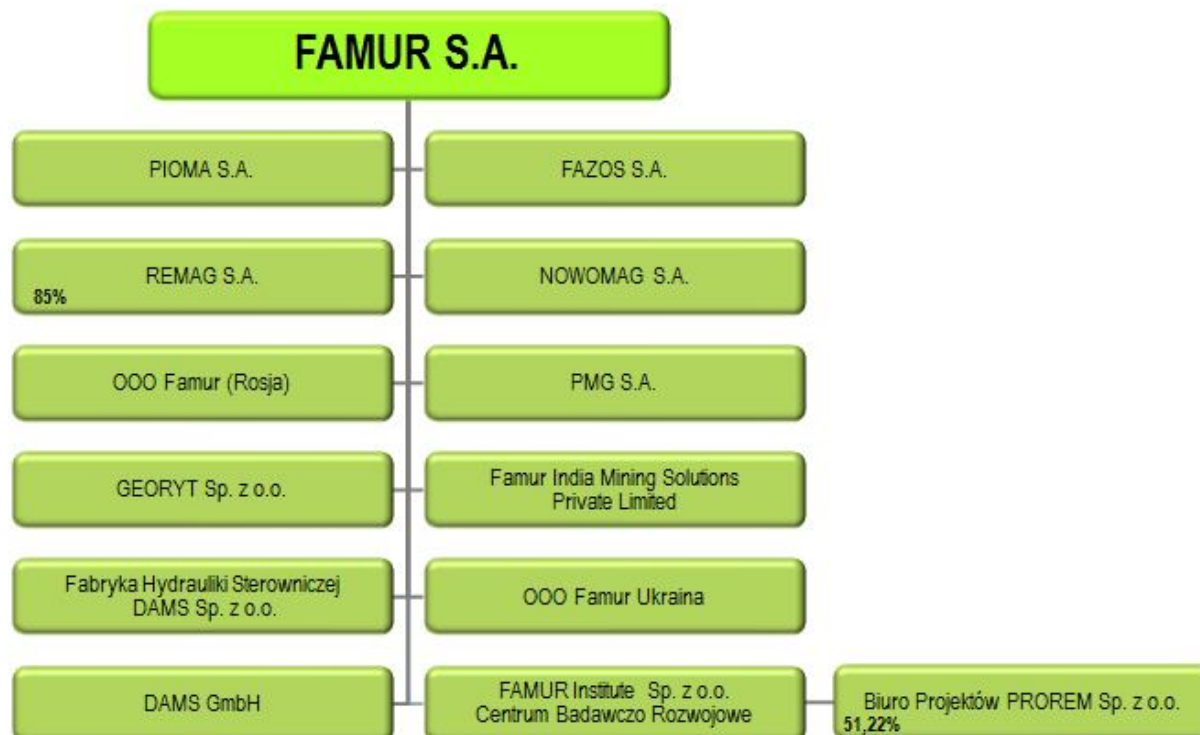 FAMUR S.A.
PIOMA S.A.
FAZOS S.A.
REMAG S.A.
85%
NOWOMAG S.A.
OOO Famur (Rosja)
PMG S.A.
GEORYT Sp. z o.o.
Famur India Mining Solutions
Private Limited
Fabryka Hydrauliki Sterowniczej
DAMS Sp. z o.o.
OOO Famur Ukraina
DAMS GmbH
FAMUR Institute Sp. z o.o.
Centrum Badawczo Rozwojowe
Biuro Projektów PROREM Sp. z o.o.
51,22%